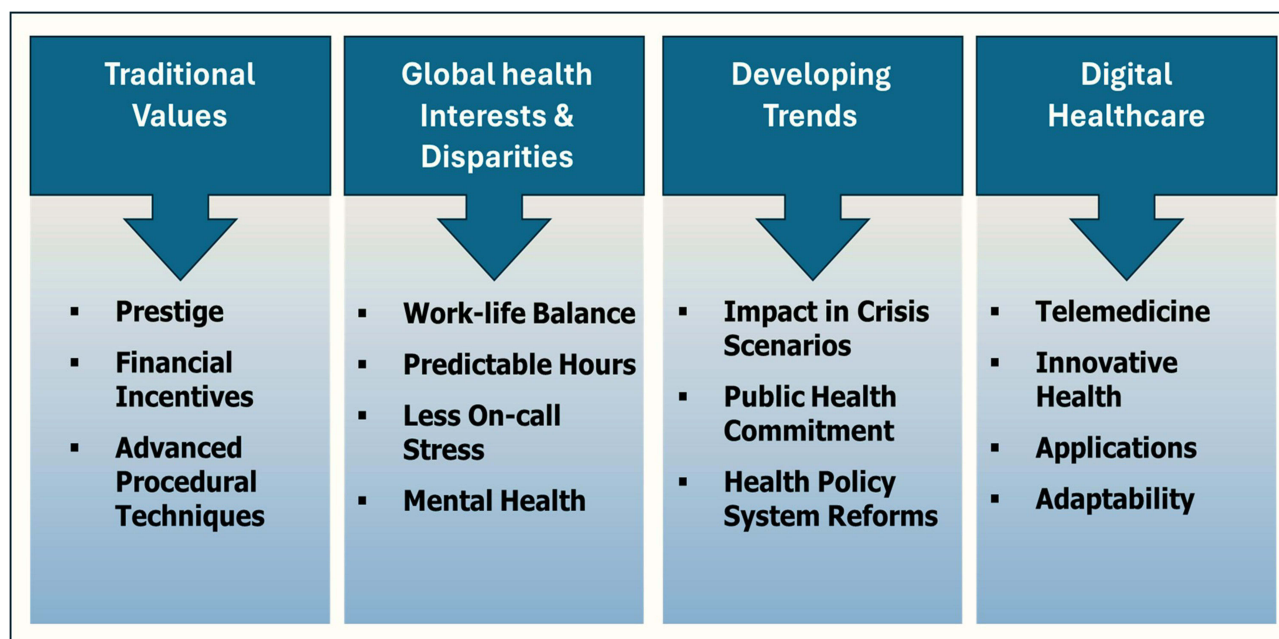 Traditional
Values
▪ Prestige
▪ Financial
Incentives
▪ Advanced
Procedural
Techniques
Global health
Interests &
Disparities
▪ Work-life Balance
▪ Predictable Hours
▪ Less On-call
Stress
▪ Mental Health
Developing
Trends
▪ Impact in Crisis
Scenarios
▪ Public Health
Commitment
▪ Health Policy
System Reforms
Digital
Healthcare
▪ Telemedicine
▪ Innovative
Health
▪ Applications
▪ Adaptability